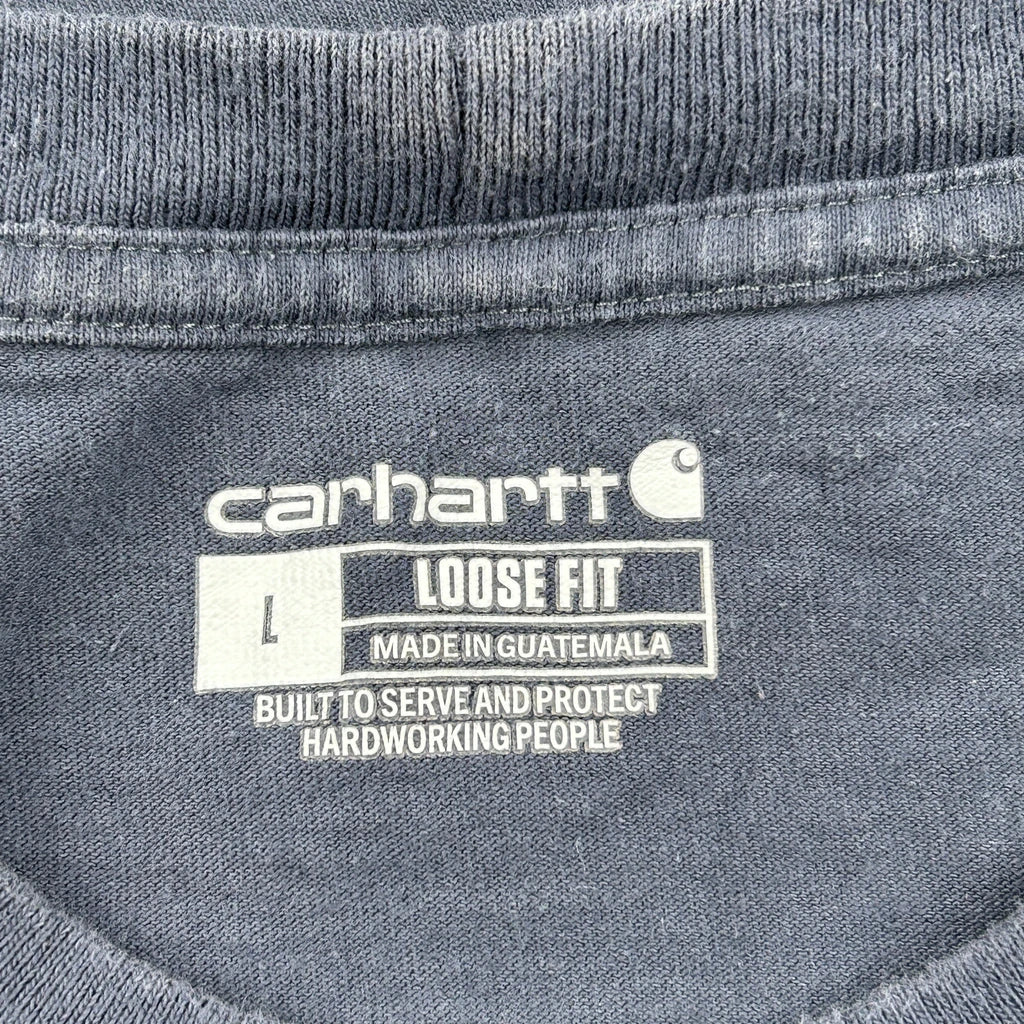 carhartt
L
LOOSE FIT
MADE IN GUATEMALA
BUILT TO SERVE AND PROTECT
HARDWORKING PEOPLE